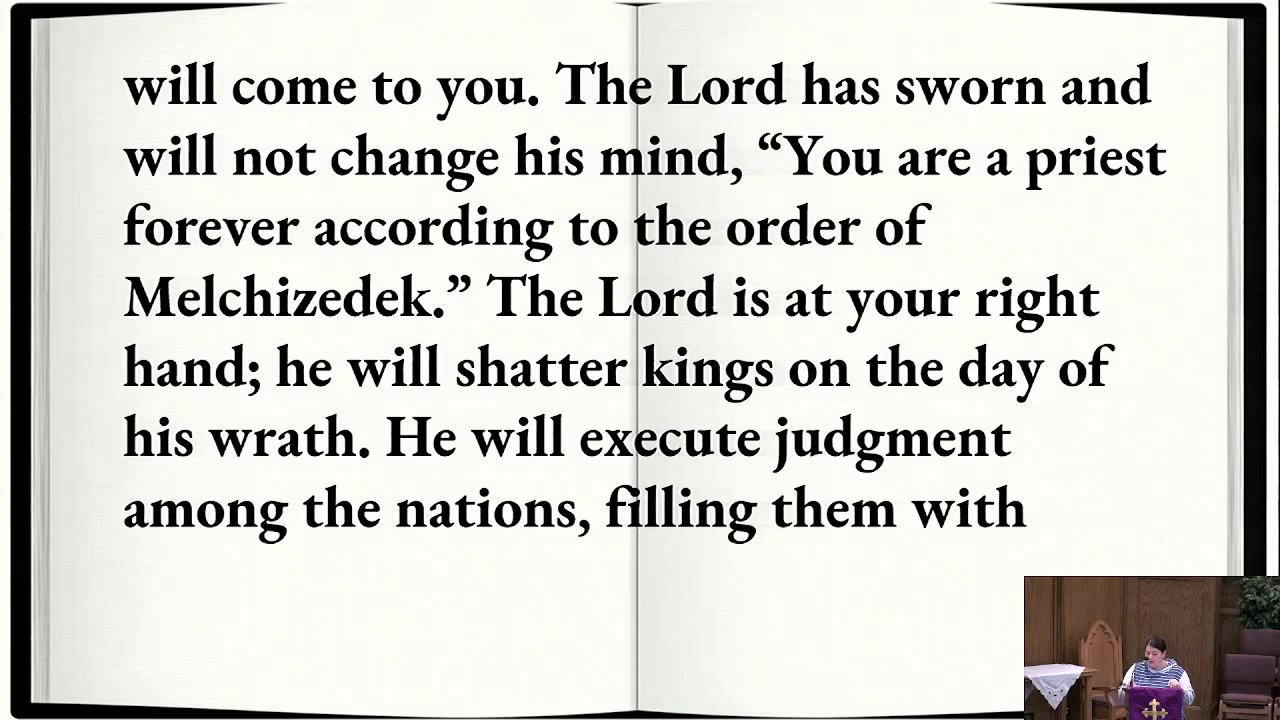 will come to you. The Lord has sworn and
will not change his mind, “You are a priest
forever according to the order of
Melchizedek.” The Lord is at your right
hand; he will shatter kings on the day of
his wrath. He will execute judgment
among the nations, filling them with